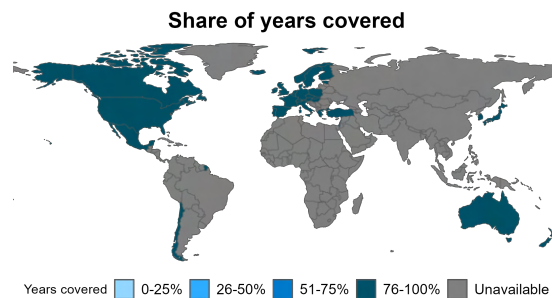 Share of years covered
Years covered 0-25% 26-50% 51-75% 76-100% Unavailable